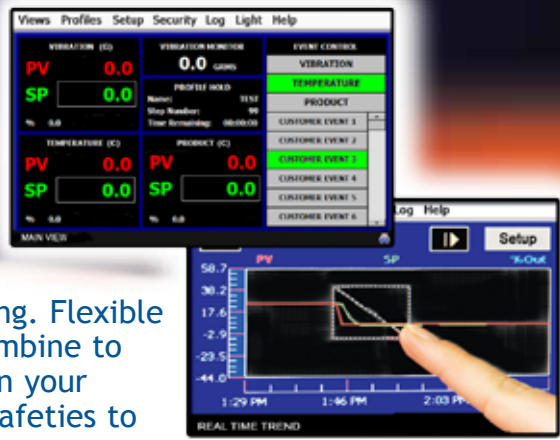 Views Profiles Setup Security Log Light Help
VIBRATION (G)
PV 0.0
SP 0.0
% 0.0
VIBRATION MONITOR
0.0 GRMS
PROFILE HOLD
Name: TEST
Step Number: 99
Time Remaining: 00:00:00
EVENT CONTROL
VIBRATION
TEMPERATURE
PRODUCT
CUSTOMER EVENT 1
CUSTOMER EVENT 2
CUSTOMER EVENT 3
CUSTOMER EVENT 4
CUSTOMER EVENT 5
CUSTOMER EVENT 6
TEMPERATURE (C)
PV 0.0
SP 0.0
% 0.0
PRODUCT (C)
PV 0.0
SP 0.0
% 0.0
MAIN VIEW
Log Help
Setup
PV SP %Out
58.7
38.2
17.6
-2.9
-23.5
-44.0
1:29 PM 1:46 PM 2:03
REAL TIME TREND
ng. Flexible
mbine to
n your
afeties to